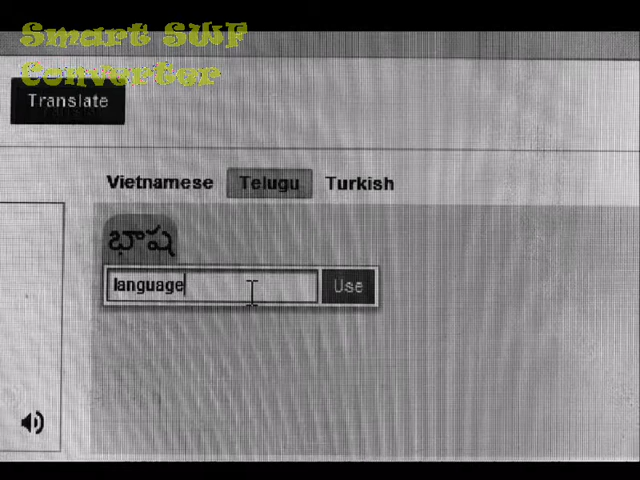 Smart SWF
Converter
Translate
Vietnamese Telugu Turkish
భాష
language Use